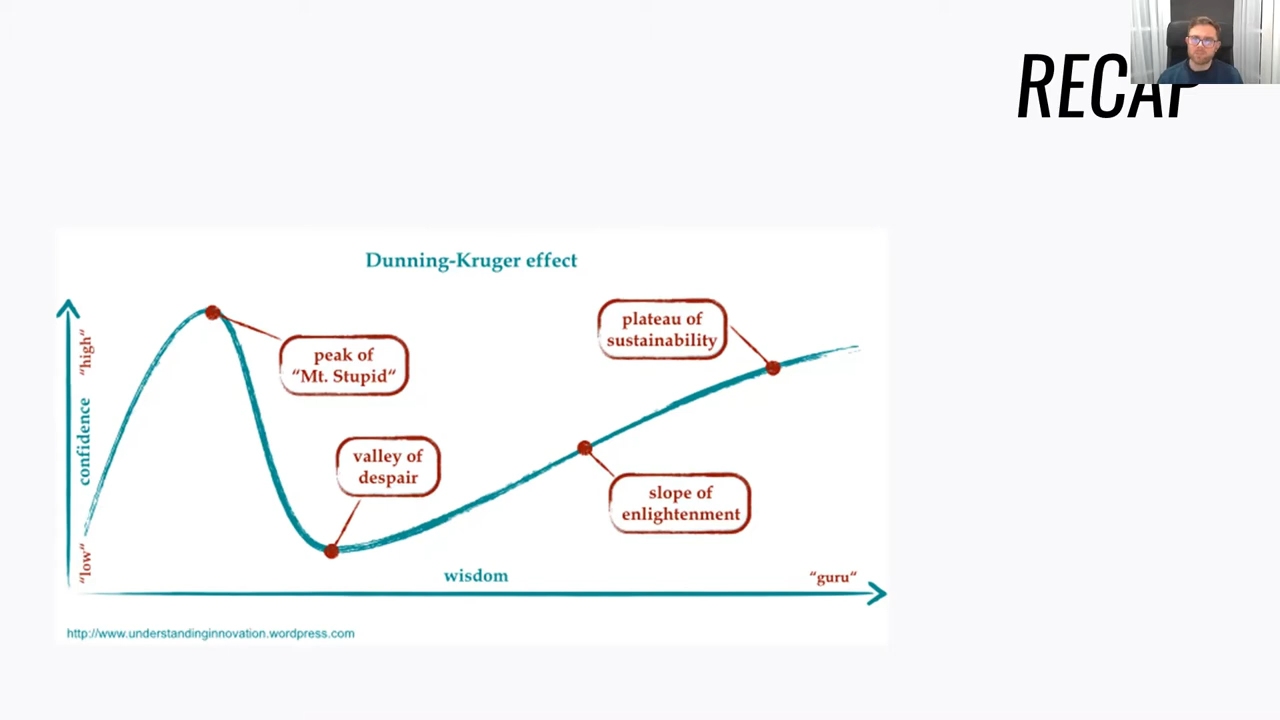 RECAP
Dunning-Kruger effect
"high"
confidence
"low"
peak of
“Mt. Stupid“
valley of
despair
plateau of
sustainability
slope of
enlightenment
wisdom
"guru"
http://www.understandinginnovation.wordpress.com